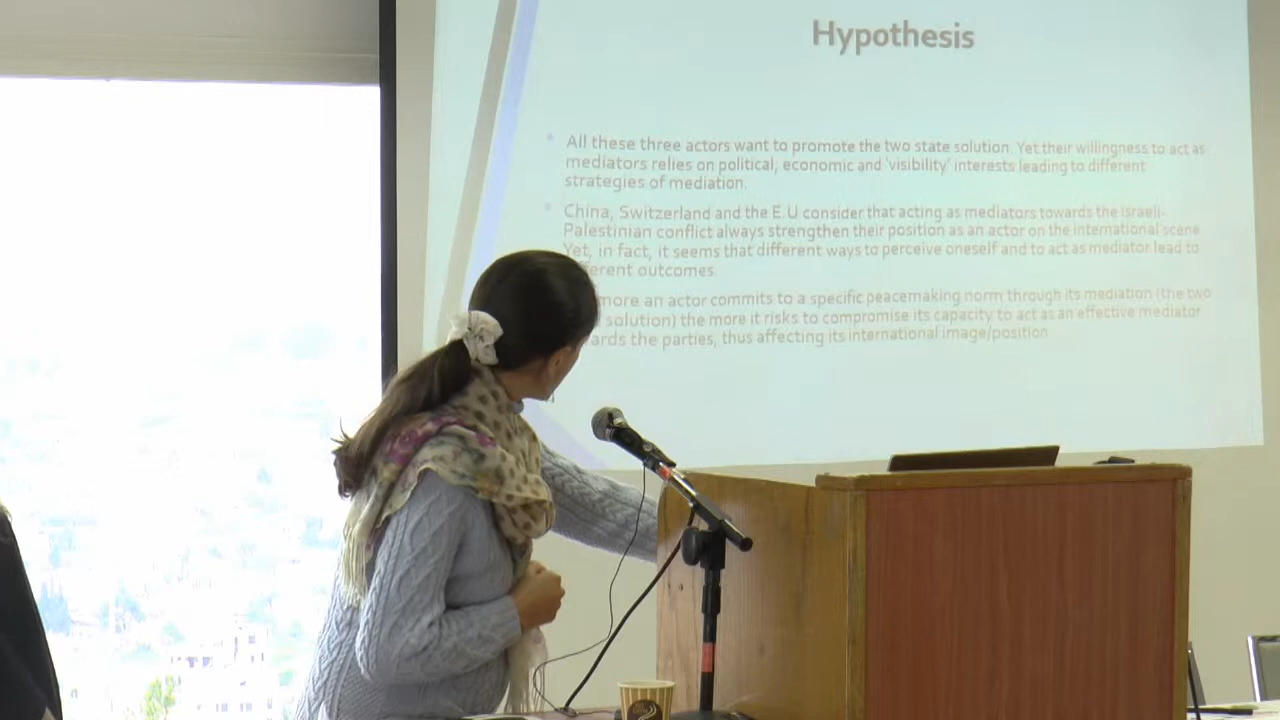 Hypothesis
All these three actors want to promote the two state solution. Yet their willingness to act as
mediators relies on political, economic and 'visibility' interests leading to different
strategies of mediation.
China, Switzerland and the E.U consider that acting as mediators towards the Israeli-
Palestinian conflict always strengthen their position as an actor on the international scene
Yet, in fact, it seems that different ways to perceive oneself and to act as mediator lead to
outcomes.
more an actor commits to a specific peacemaking norm through its mediation (the two
solution) the more it risks to compromise its capacity to act as an effective mediator
the parties, thus affecting its international image/position